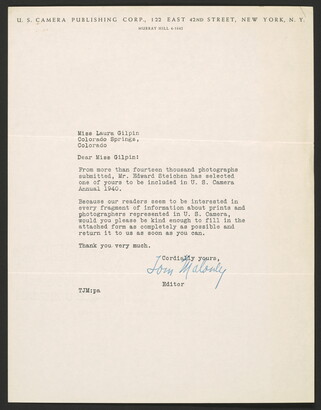 U. S. CAMERA PUBLISHING CORP., 122 EAST 42ND STREET, NEW YORK, N. Y.
MURRAY HILL
Miss Laura Gilpin
Colorado Springs,
Colorado
Dear Miss Gilpin:
From more than fourteen thousand photographs
submitted, Mr. Edward Steichen has selected
one of yours to be included in U. S. Camera
Annual 1940.
Because our readers seem to be interested in
every fragment of information about prints and
photographers represented in U. S. Camera,
would you please be kind enough to fill in the
attached form as completely as possible and
return it to us as soon as you can.
Thank you very much.
Cordially yours,
Tom Maloney
Editor
TJM:pa